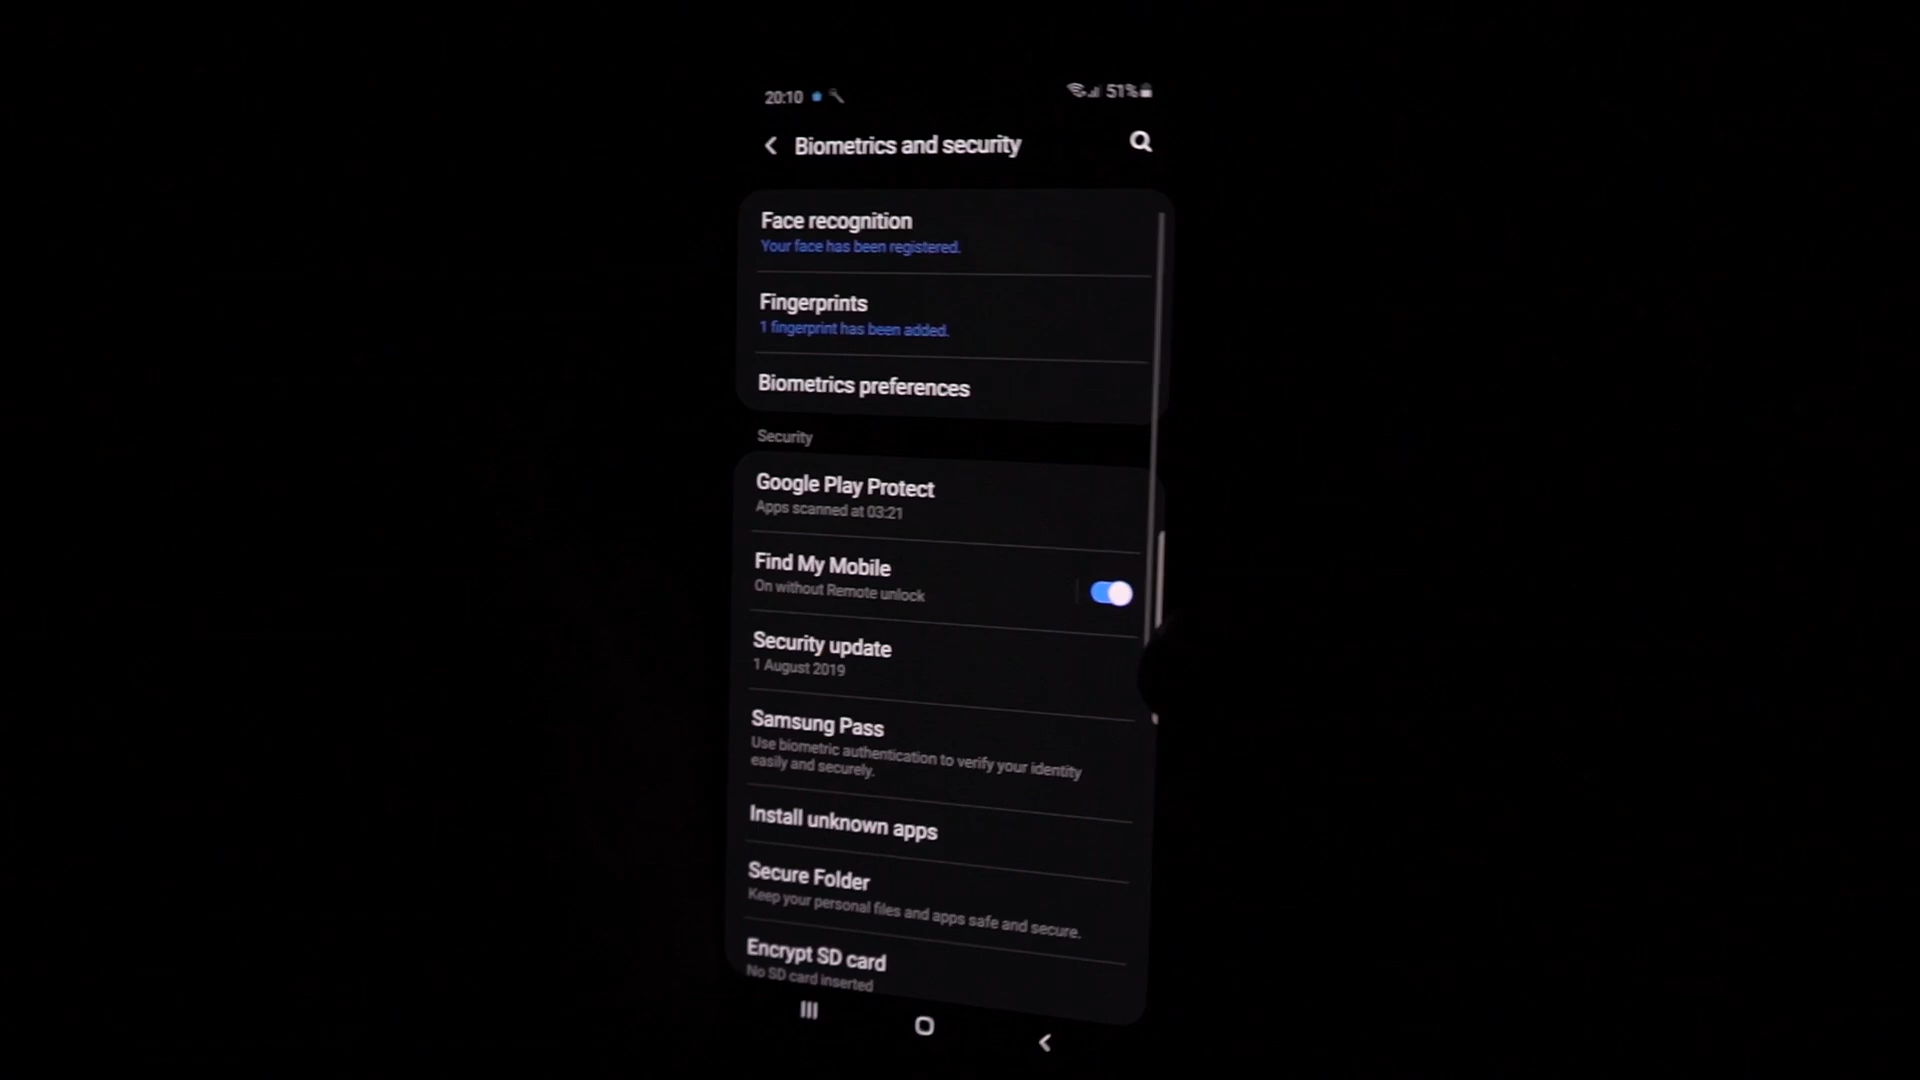 20:10
51%
Biometrics and security
Face recognition
Your face has been registered.
Fingerprints
1 fingerprint has been added.
Biometrics preferences
Security
Google Play Protect
Apps scanned at 03:21
Find My Mobile
On without Remote unlock
Security update
1 August 2019
Samsung Pass
Use biometric authentication to verify your identity
easily and securely.
Install unknown apps
Secure Folder
Keep your personal files and apps safe and secure.
Encrypt SD card
No SD card inserted